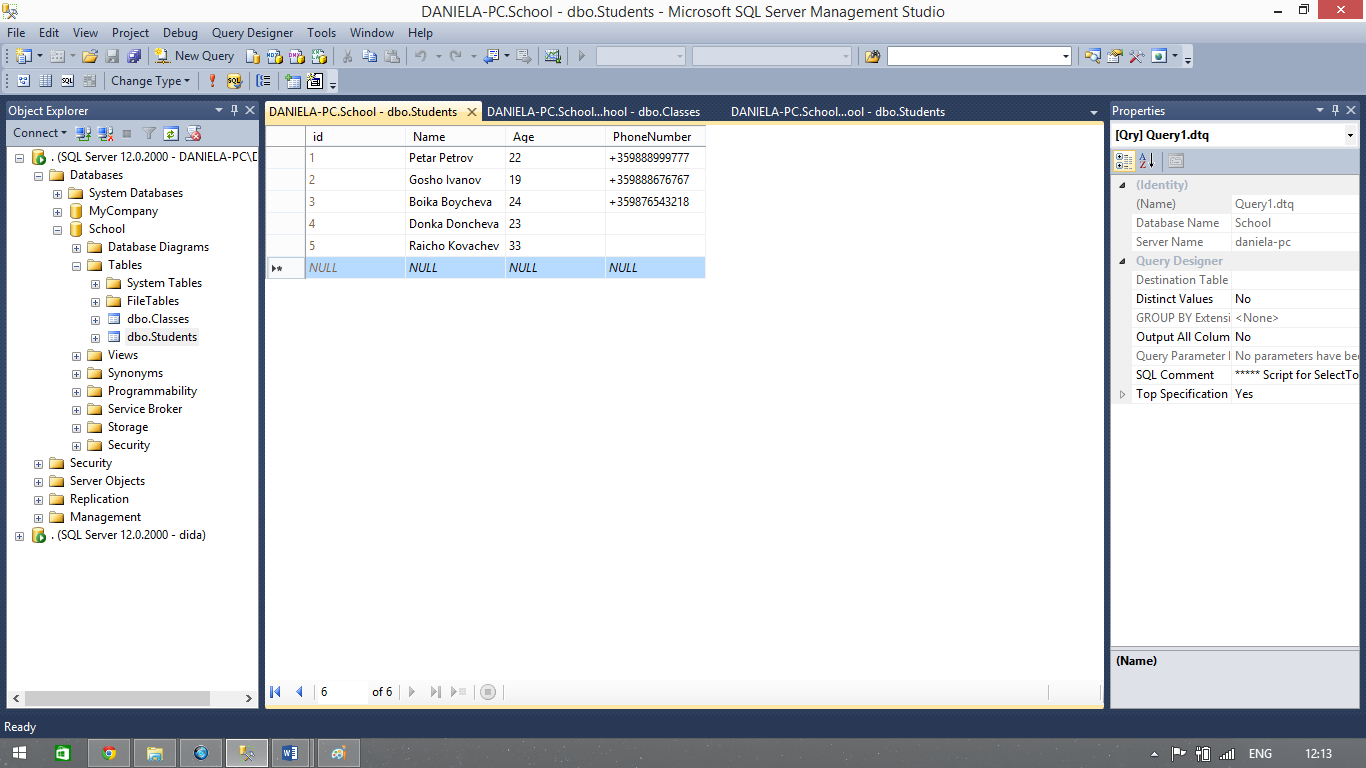 DANIELA-PC.School - dbo.Students - Microsoft SQL Server Management Studio
File Edit View Project Debug Query Designer Tools Window Help
New Query
Change Type
Object Explorer
Connect
. (SQL Server 12.0.2000 - DANIELA-PC\D
Databases
System Databases
MyCompany
School
Database Diagrams
Tables
System Tables
FileTables
dbo.Classes
dbo.Students
Views
Synonyms
Programmability
Service Broker
Storage
Security
Security
Server Objects
Replication
Management
. (SQL Server 12.0.2000 - dida)
DANIELA-PC.School - dbo.Students DANIELA-PC.School...hool - dbo.Classes DANIELA-PC.School...ool - dbo.Students
id Name Age PhoneNumber
1 Petar Petrov 22 +359888999777
2 Gosho Ivanov 19 +359888676767
3 Boika Boycheva 24 +359876543218
4 Donka Doncheva 23
5 Raicho Kovachev 33
NULL NULL NULL NULL
6 of 6
Properties
[Qry] Query1.dtq
(Identity)
(Name) Query1.dtq
Database Name School
Server Name daniela-pc
Query Designer
Destination Table
Distinct Values No
GROUP BY Extensi <None>
Output All Colum No
Query Parameter No parameters have bee
SQL Comment ***** Script for SelectTo
Top Specification Yes
(Name)
Ready
ENG 12:13